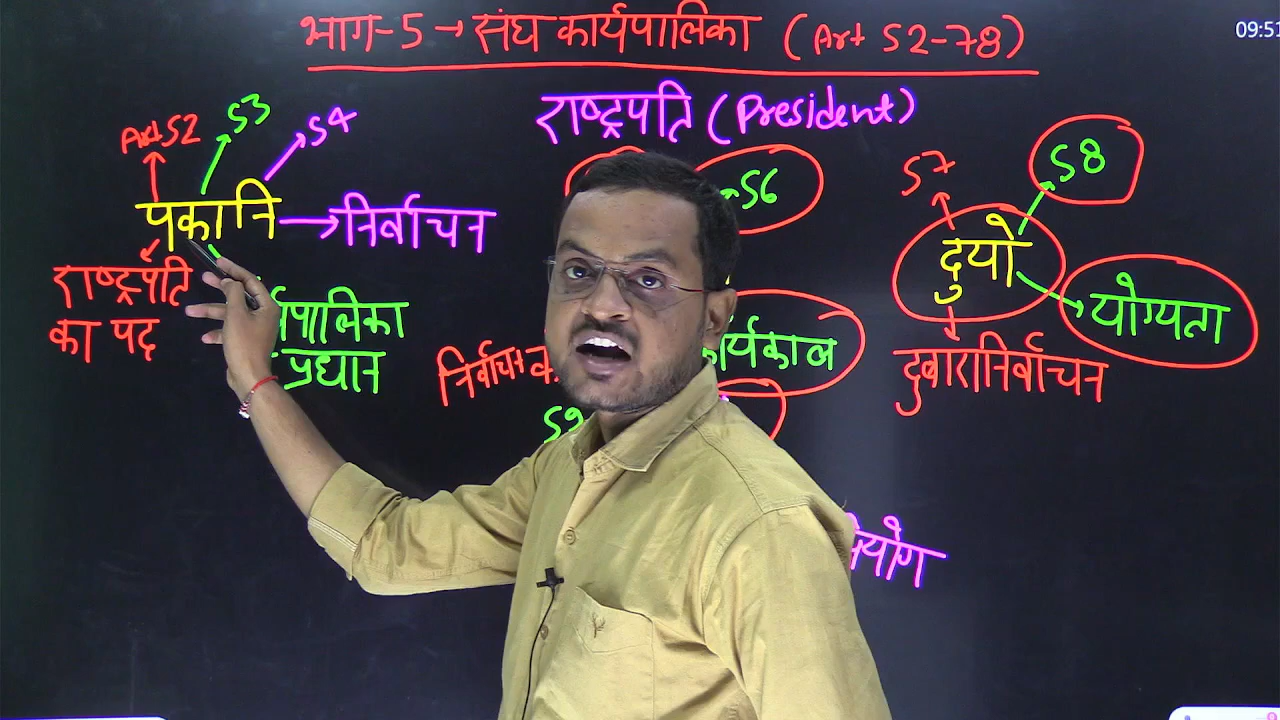 भाग-5 → संघ कार्यपालिका (Art 52-78)
09:51
राष्ट्रपति (President)
Art 52
53
54
56
57
58
पकानि → निर्वाचन
दुयो
राष्ट्रपति
का पद
प्रधान
निर्वाचन
योग्यता
दुबारा निर्वाचन